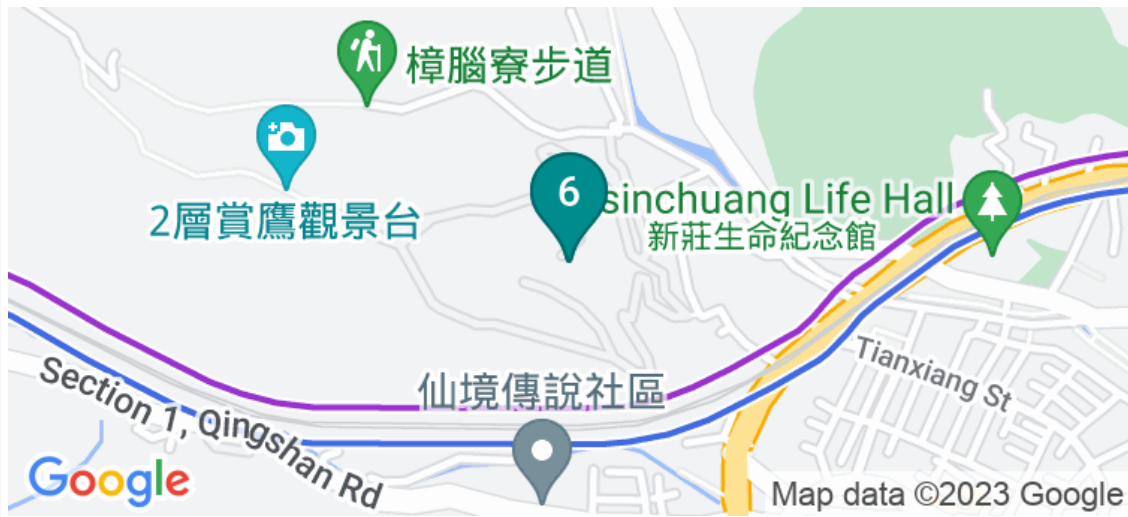 樟腦寮步道
2層賞鷹觀景台
6
sinchuang Life Hall
新莊生命紀念館
Tianxiang St
仙境傳說社區
Section 1, Qingshan Rd
Google
Map data ©2023 Google